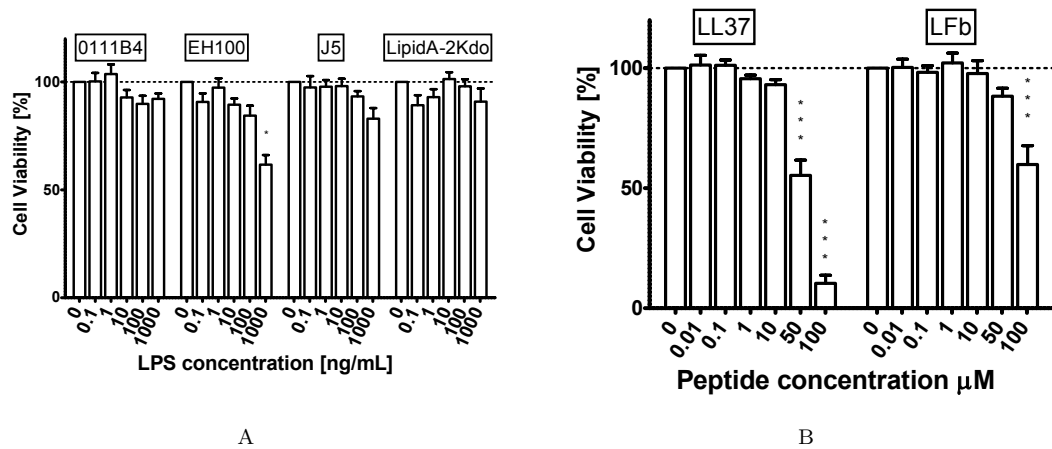 0111B4 EH100 J5 LipidA-2Kdo
Cell Viability [%]
100
50
0
*
0 0.1 1 10 100 1000 0 0.1 1 10 100 1000 0 0.1 1 10 100 1000 0 0.1 1 10 100 1000
LPS concentration [ng/mL]
A
LL37 LFb
Cell Viability [%]
100
50
0
* * *
* * *
* * *
0 0.01 0.1 1 10 50 100 0 0.01 0.1 1 10 50 100
Peptide concentration μM
B